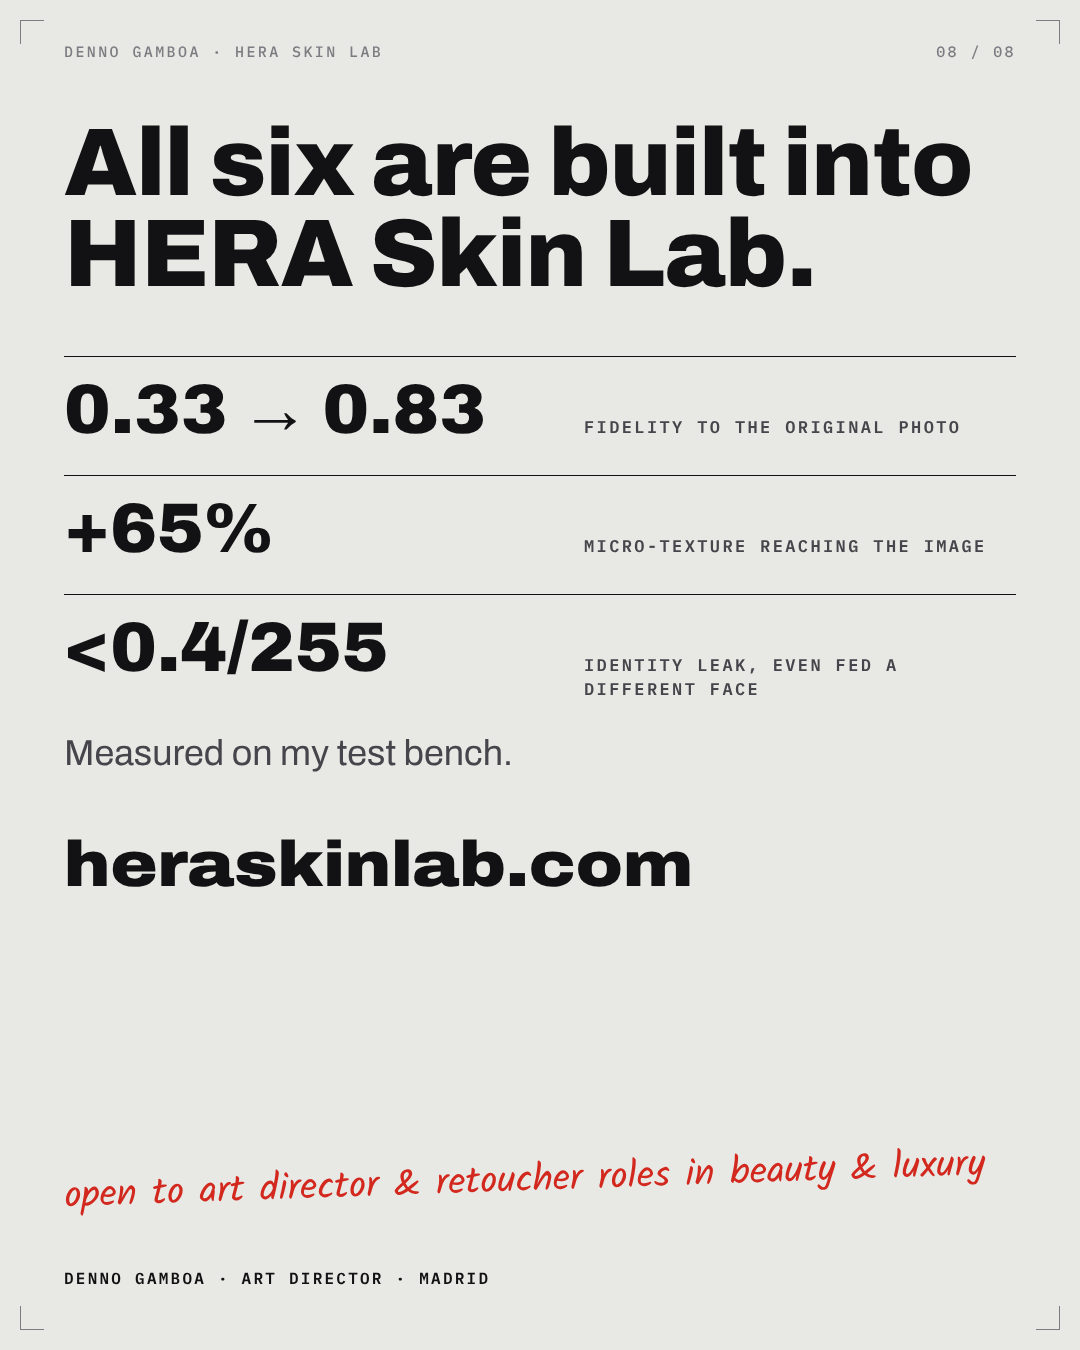 DENNO GAMBOA · HERA SKIN LAB
08 / 08
All six are built into
HERA Skin Lab.
0.33 → 0.83
FIDELITY TO THE ORIGINAL PHOTO
+65%
MICRO-TEXTURE REACHING THE IMAGE
<0.4/255
IDENTITY LEAK, EVEN FED A
DIFFERENT FACE
Measured on my test bench.
heraskinlab.com
open to art director & retoucher roles in beauty & luxury
DENNO GAMBOA · ART DIRECTOR · MADRID